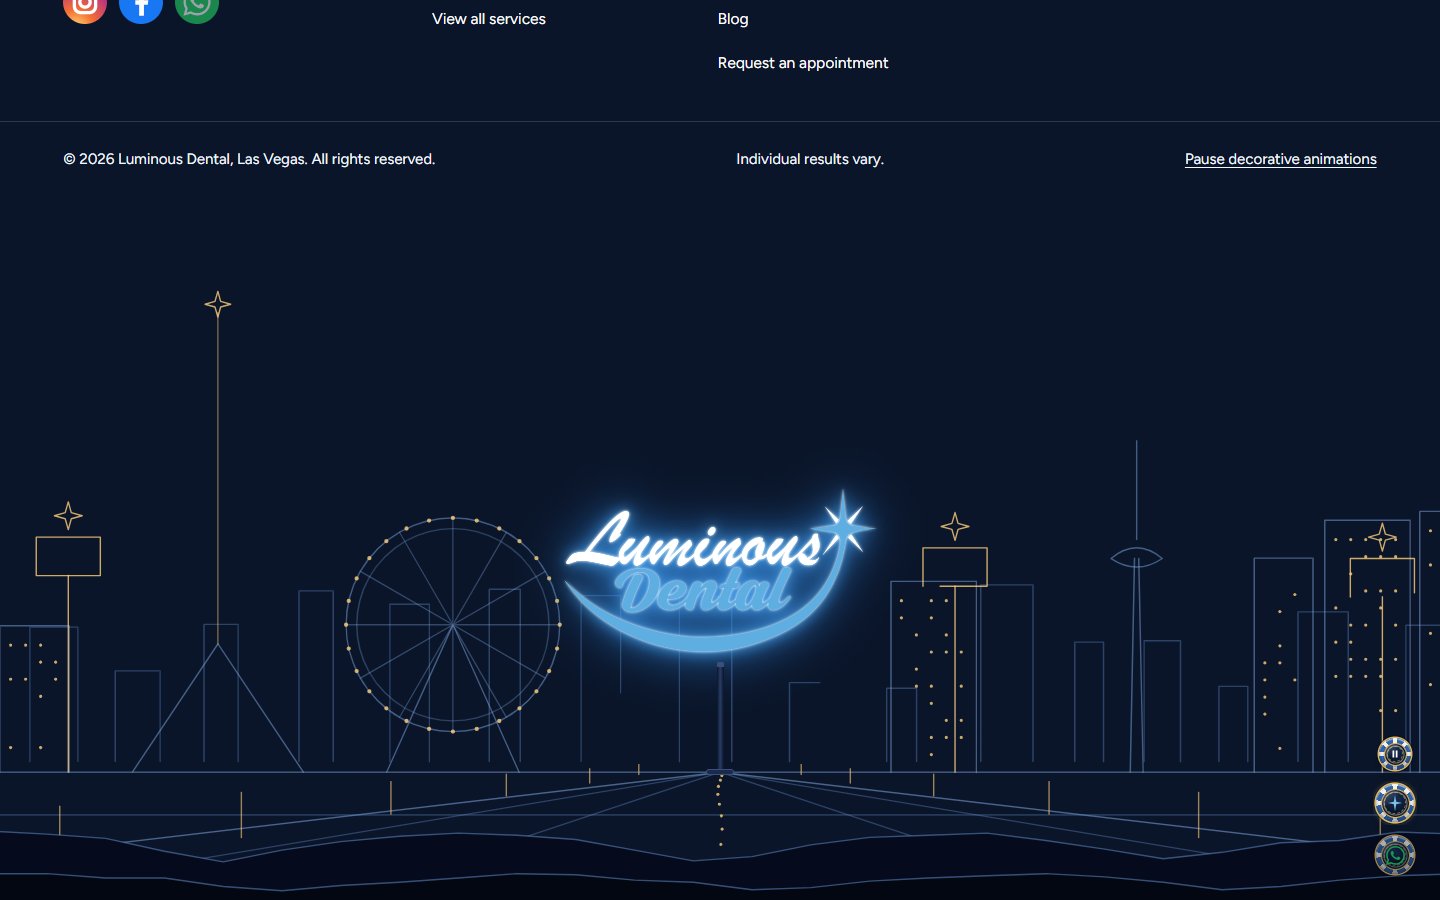 View all services
Blog
Request an appointment
© 2026 Luminous Dental, Las Vegas. All rights reserved.
Individual results vary.
Pause decorative animations
Luminous
Dental